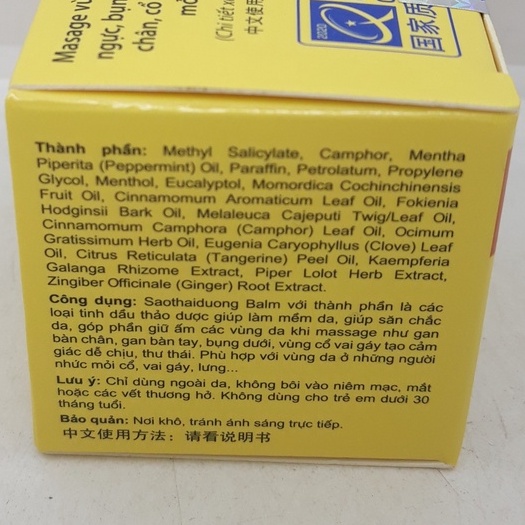 Masage vù
ngực, bụn
chân, cổ
mỏ
(Chi tiết x
中文使用
2020
国家质
Thành phần: Methyl Salicylate, Camphor, Mentha
Piperita (Peppermint) Oil, Paraffin, Petrolatum, Propylene
Glycol, Menthol, Eucalyptol, Momordica Cochinchinensis
Fruit Oil, Cinnamomum Aromaticum Leaf Oil, Fokienia
Hodginsii Bark Oil, Melaleuca Cajeputi Twig/Leaf Oil,
Cinnamomum Camphora (Camphor) Leaf Oil, Ocimum
Gratissimum Herb Oil, Eugenia Caryophyllus (Clove) Leaf
Oil, Citrus Reticulata (Tangerine) Peel Oil, Kaempferia
Galanga Rhizome Extract, Piper Lolot Herb Extract,
Zingiber Officinale (Ginger) Root Extract.
Công dụng: Saothaiduong Balm với thành phần là các
loại tinh dầu thảo dược giúp làm mềm da, giúp săn chắc
da, góp phần giữ ấm các vùng da khi massage như gan
bàn chân, gan bàn tay, bụng dưới, vùng cổ vai gáy tạo cảm
giác dễ chịu, thư thái. Phù hợp với vùng da ở những người
nhức mỏi cổ, vai gáy, lưng...
Lưu ý: Chỉ dùng ngoài da, không bôi vào niêm mạc, mắt
hoặc các vết thương hở. Không dùng cho trẻ em dưới 30
tháng tuổi.
Bảo quản: Nơi khô, tránh ánh sáng trực tiếp.
中文使用方法：请看说明书